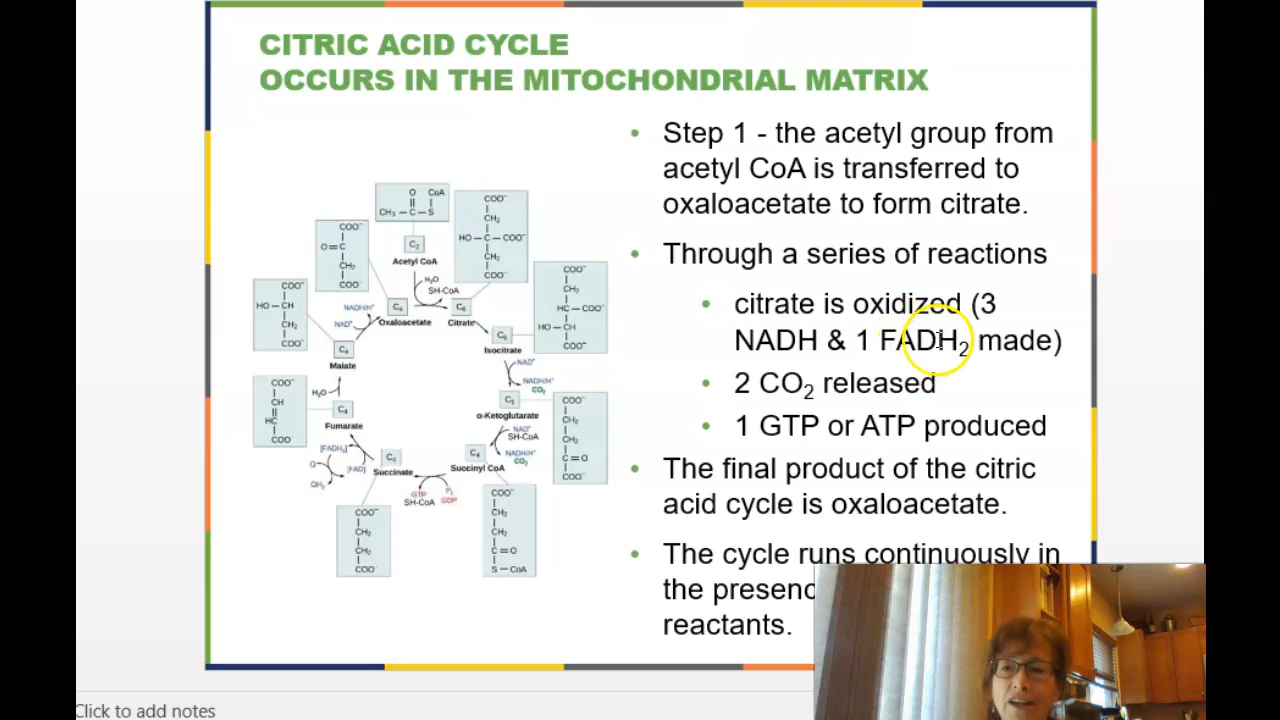 CITRIC ACID CYCLE
OCCURS IN THE MITOCHONDRIAL MATRIX
• Step 1 - the acetyl group from
acetyl CoA is transferred to
oxaloacetate to form citrate.
• Through a series of reactions
• citrate is oxidized (3
NADH & 1 FADH₂ made)
• 2 CO₂ released
• 1 GTP or ATP produced
• The final product of the citric
acid cycle is oxaloacetate.
• The cycle runs continuously in
the
reactants.
O CoA
CH₃ — C — S
C₂
Acetyl CoA
H₂O
SH-CoA
COO⁻
CH₂
HO — C — COO⁻
CH₂
COO⁻
C₆
Citrate
COO⁻
CH₂
HC — COO⁻
HO — CH
COO⁻
C₆
Isocitrate
NAD⁺
NADH/H⁺
CO₂
C₅
α-Ketoglutarate
COO⁻
CH₂
CH₂
C = O
COO⁻
NAD⁺
SH-CoA
NADH/H⁺
CO₂
C₄
Succinyl CoA
COO⁻
CH₂
CH₂
C = O
S — CoA
GTP
SH-CoA
Pᵢ
GDP
C₄
Succinate
COO⁻
CH₂
CH₂
COO⁻
[FADH₂]
[FAD]
Q
QH₂
C₄
Fumarate
COO⁻
CH
HC
COO⁻
H₂O
C₄
Malate
COO⁻
HO — CH
CH₂
COO⁻
NAD⁺
NADH/H⁺
C₄
Oxaloacetate
COO⁻
O = C
CH₂
COO⁻
Click to add notes